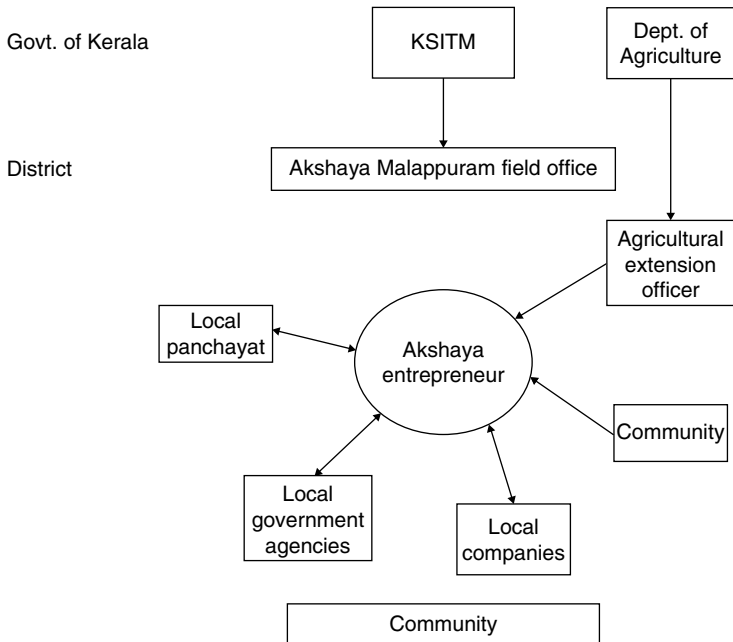 Govt. of Kerala
KSITM
Dept. of
Agriculture
District
Akshaya Malappuram field office
Agricultural
extension
officer
Local
panchayat
Akshaya
entrepreneur
Community
Local
government
agencies
Local
companies
Community